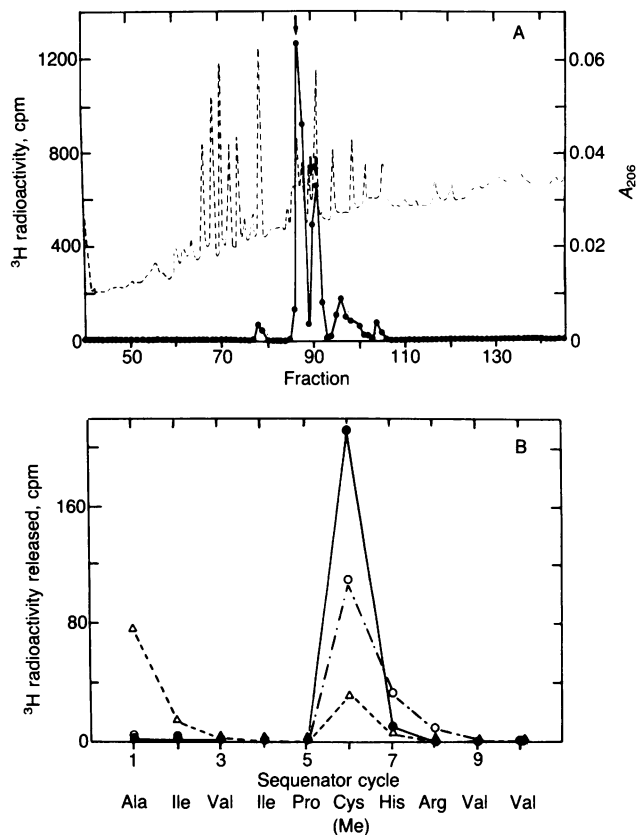 A
³H radioactivity, cpm
1200
800
400
0
0.06
0.04
0.02
0
A₂₀₆
50 70 90 110 130
Fraction
B
³H radioactivity released, cpm
160
80
0
1 3 5 7 9
Sequenator cycle
Ala Ile Val Ile Pro Cys His Arg Val Val
(Me)